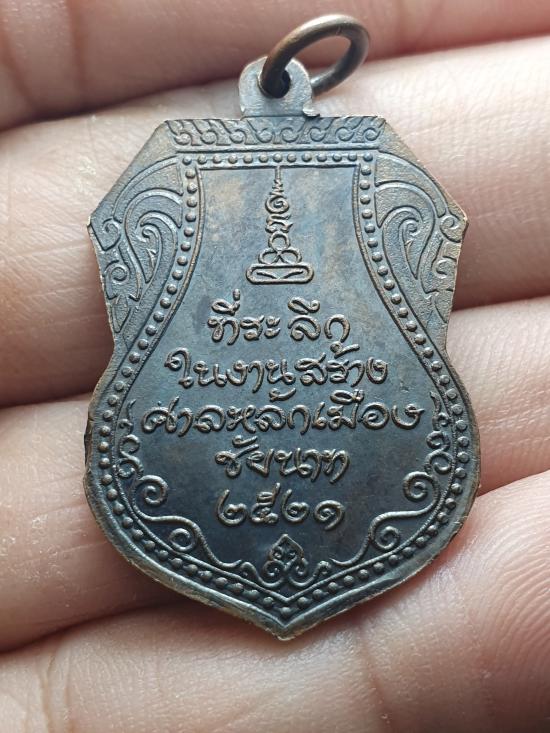 ที่ระลึก
ในงานสร้าง
ศาลหลักเมือง
ชัยนาท
๒๕๒๑